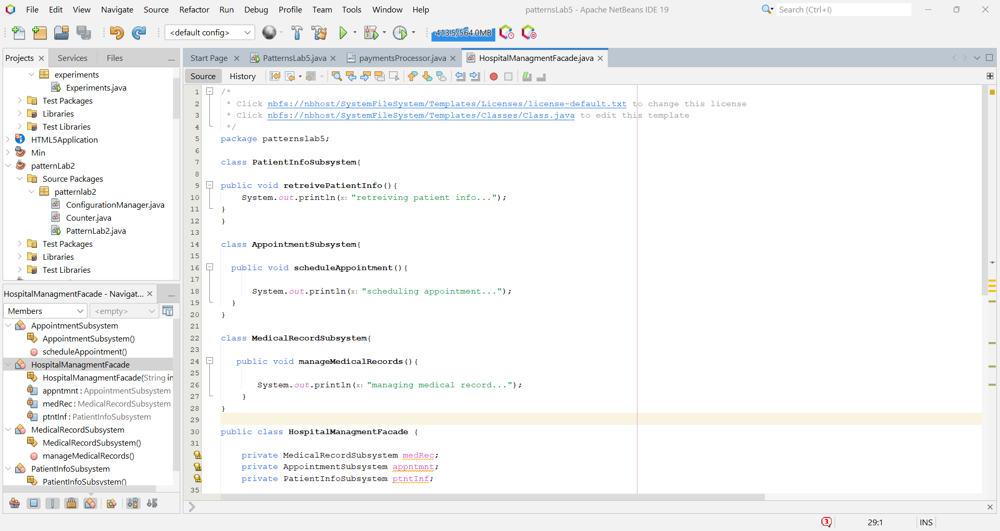 File Edit View Navigate Source Refactor Run Debug Profile Team Tools Window Help
patternsLab5 - Apache NetBeans IDE 19
Search (Ctrl+I)
<default config>
413.5/564.0MB
Projects
Services
Files
experiments
Experiments.java
Test Packages
Libraries
Test Libraries
HTML5Application
Min
patternLab2
Source Packages
patternlab2
ConfigurationManager.java
Counter.java
PatternLab2.java
Test Packages
Libraries
Test Libraries
HospitalManagmentFacade - Navigat...
Members
<empty>
AppointmentSubsystem
AppointmentSubsystem()
scheduleAppointment()
HospitalManagmentFacade
HospitalManagmentFacade(String in
appntmnt : AppointmentSubsystem
medRec : MedicalRecordSubsystem
ptntInf : PatientInfoSubsystem
MedicalRecordSubsystem
MedicalRecordSubsystem()
manageMedicalRecords()
PatientInfoSubsystem
PatientInfoSubsystem()
Start Page
PatternsLab5.java
paymentsProcessor.java
HospitalManagmentFacade.java
Source
History
1 /*
2 * Click nbfs://nbhost/SystemFileSystem/Templates/Licenses/license-default.txt to change this license
3 * Click nbfs://nbhost/SystemFileSystem/Templates/Classes/Class.java to edit this template
4 */
5 package patternslab5;
6
7 class PatientInfoSubsystem{
8
9 public void retreivePatientInfo(){
10 System.out.println(x: "retreiving patient info...");
11 }
12 }
13
14 class AppointmentSubsystem{
15
16 public void scheduleAppointment(){
17
18 System.out.println(x: "scheduling appointment...");
19 }
20 }
21
22 class MedicalRecordSubsystem{
23
24 public void manageMedicalRecords(){
25
26 System.out.println(x: "managing medical record...");
27 }
28 }
29
30 public class HospitalManagmentFacade {
31
private MedicalRecordSubsystem medRec;
private AppointmentSubsystem appntmnt;
private PatientInfoSubsystem ptntInf;
35
3
29:1
INS